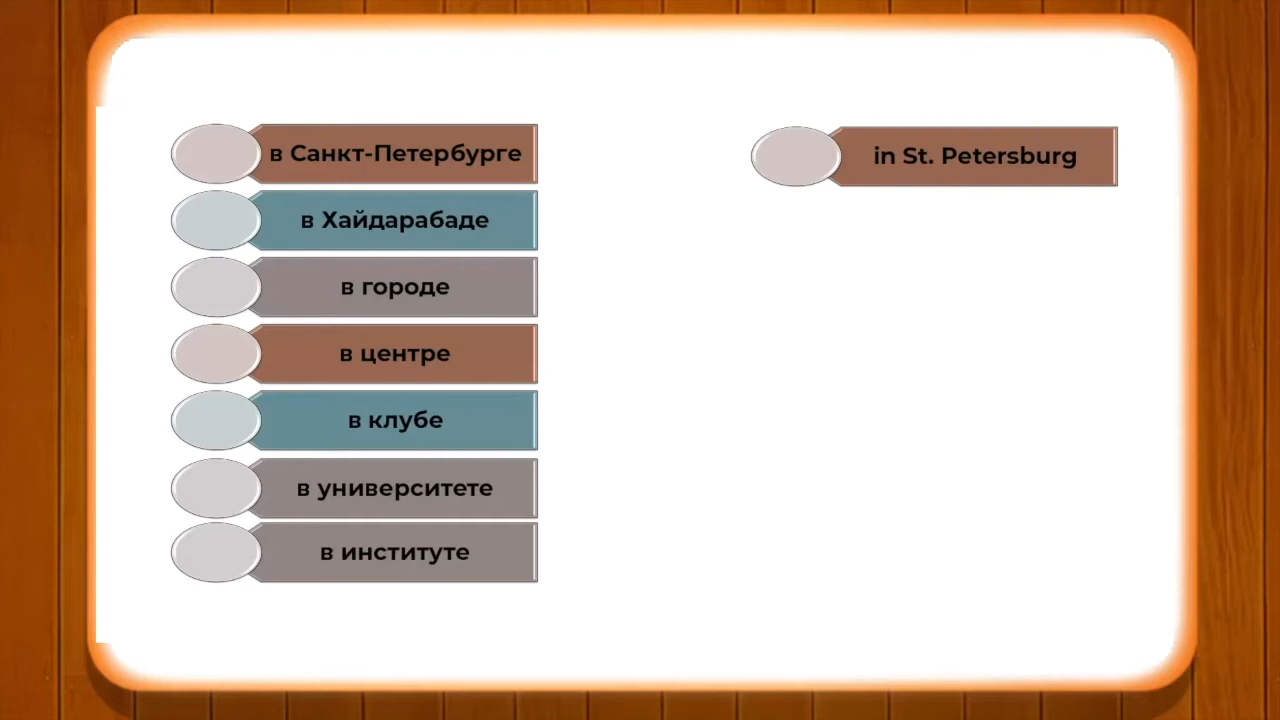 в Санкт-Петербурге
in St. Petersburg
в Хайдарабаде
в городе
в центре
в клубе
в университете
в институте